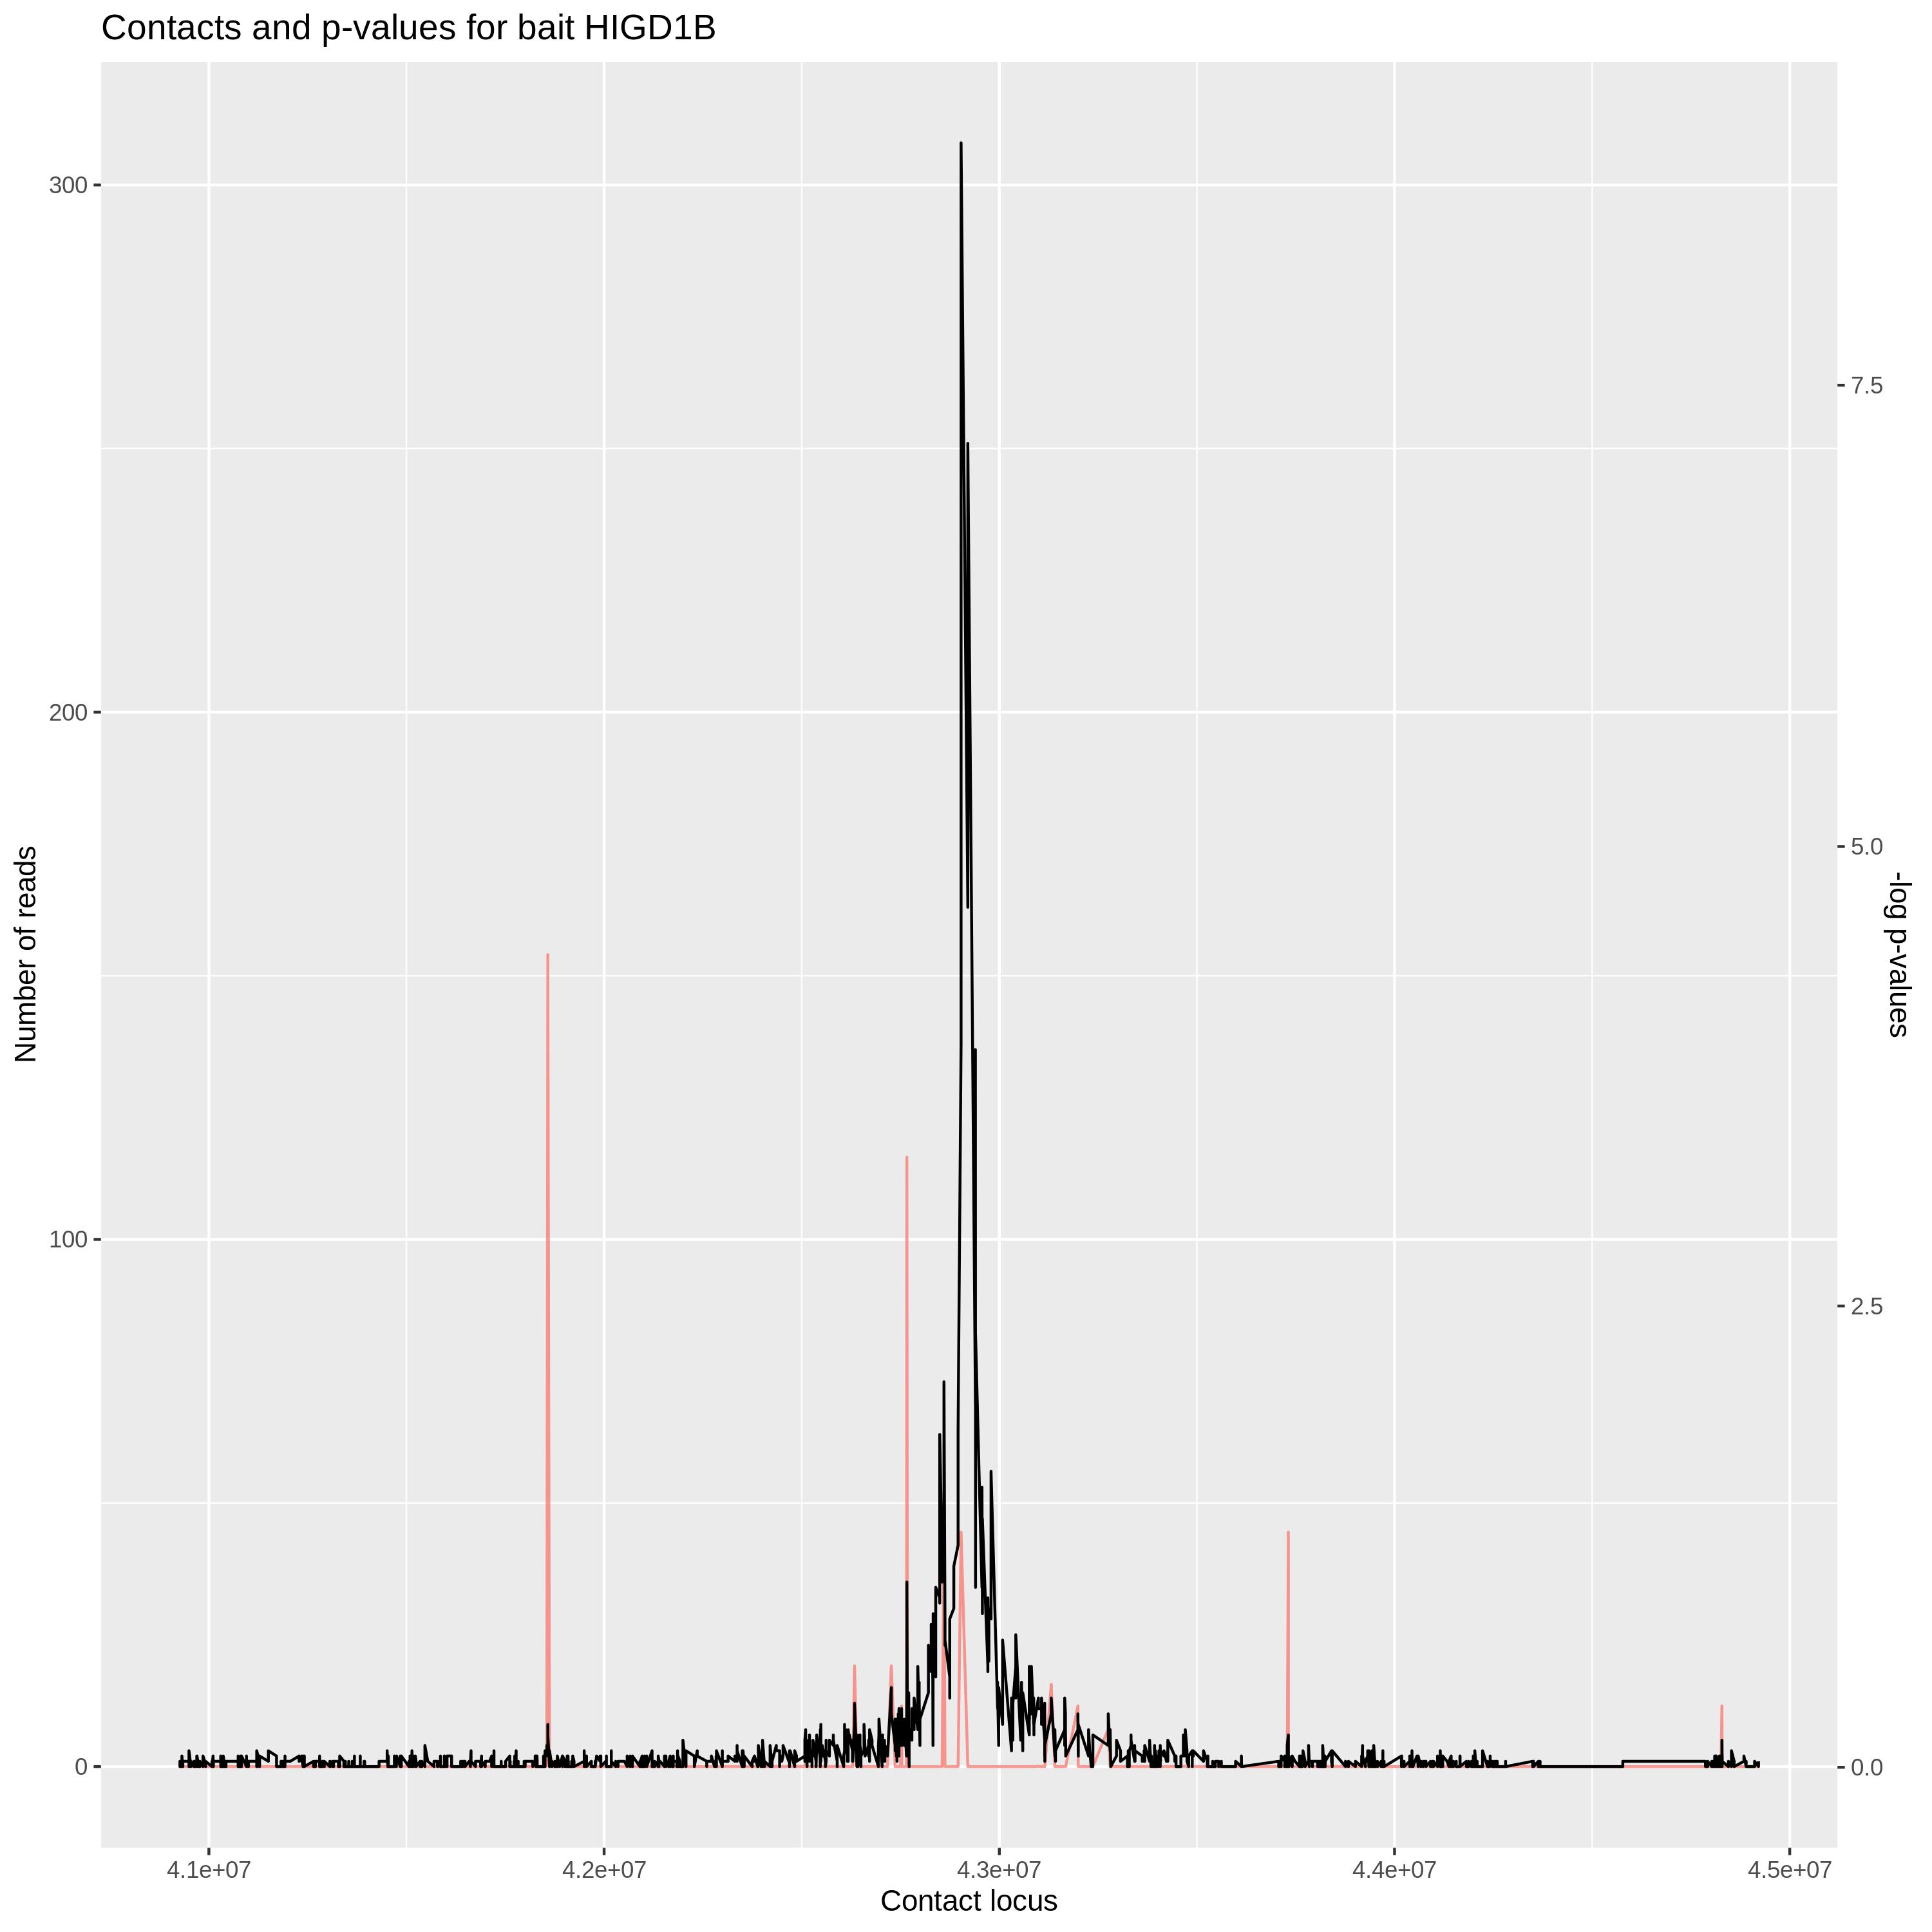 Contacts and p-values for bait HIGD1B
300
200
100
0
Number of reads
7.5
5.0
2.5
0.0
-log p-values
4.1e+07
4.2e+07
4.3e+07
4.4e+07
4.5e+07
Contact locus